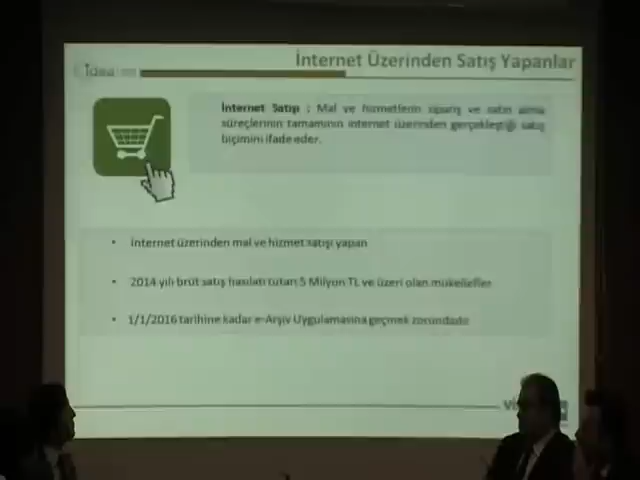 İnternet Üzerinden Satış Yapanlar
idea
İnternet Satışı : Mal ve hizmetlerin sipariş ve satın alma
süreçlerinin tamamının internet üzerinden gerçekleştiği satış
biçimini ifade eder.
• İnternet üzerinden mal ve hizmet satışı yapan
• 2014 yılı brüt satış hasılatı tutarı 5 Milyon TL ve üzeri olan mükellefler
• 1/1/2016 tarihine kadar e-Arşiv Uygulamasına geçmek zorundadır